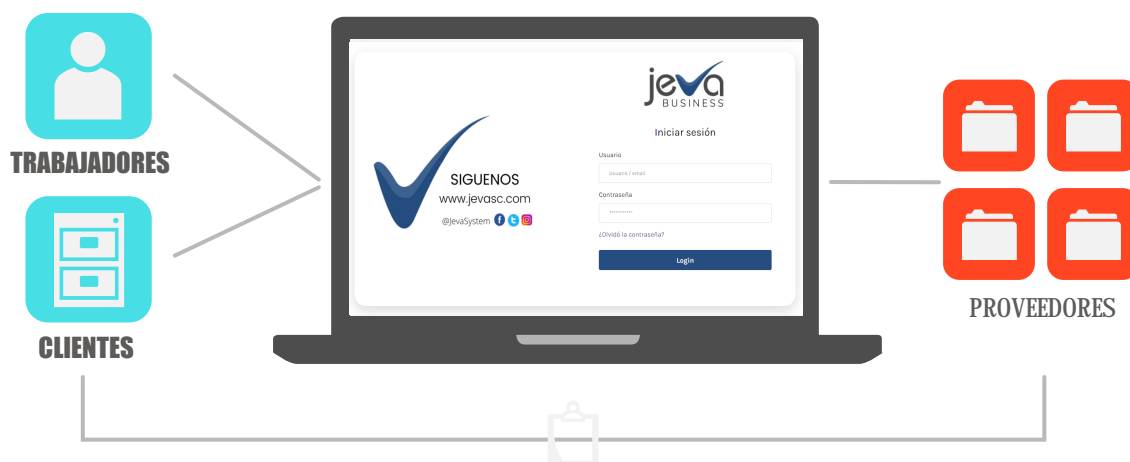 TRABAJADORES
CLIENTES
SIGUENOS
www.jevasc.com
@JevaSystem
jeva
BUSINESS
Iniciar sesión
Usuario
Usuario / email
Contraseña
············
¿Olvidó la contraseña?
Login
PROVEEDORES